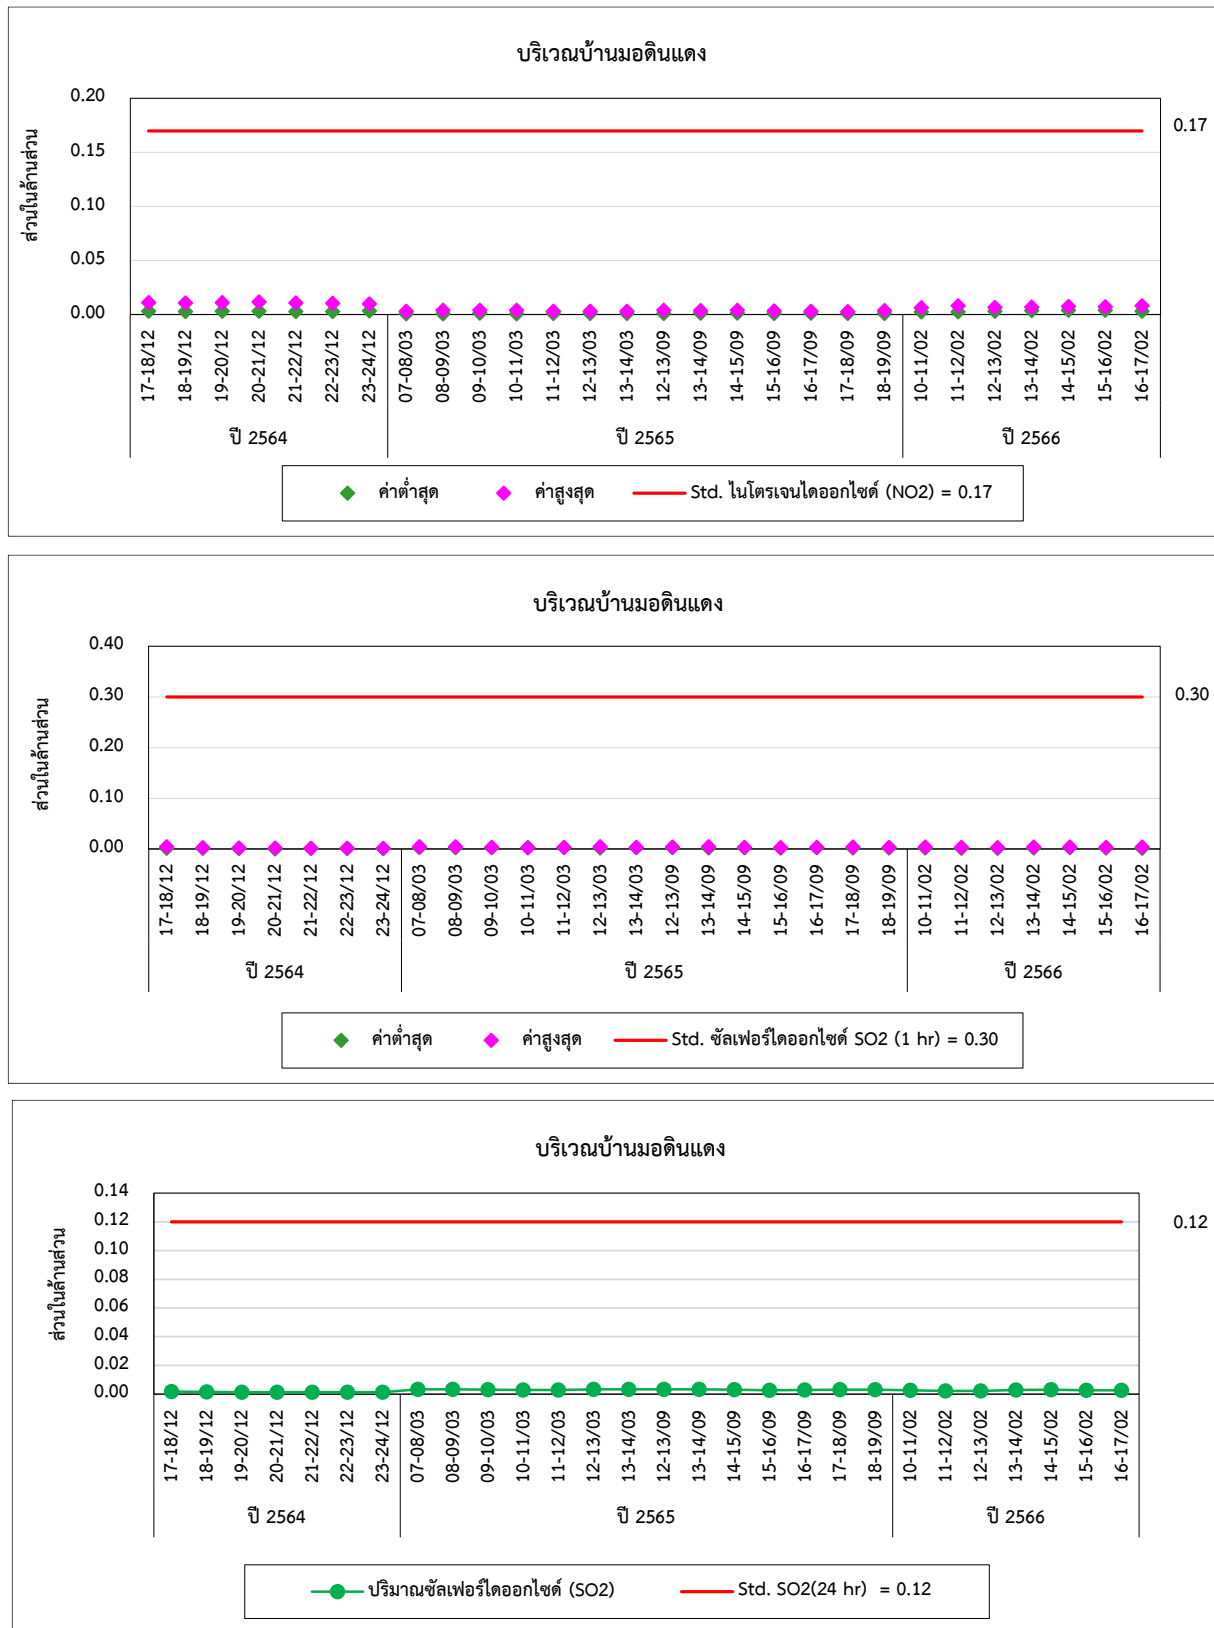 บริเวณบ้านมอดินแดง
ส่วนในล้านส่วน
0.20
0.15
0.10
0.05
0.00
0.17
17-18/12 18-19/12 19-20/12 20-21/12 21-22/12 22-23/12 23-24/12 07-08/03 08-09/03 09-10/03 10-11/03 11-12/03 12-13/03 13-14/03 12-13/09 13-14/09 14-15/09 15-16/09 16-17/09 17-18/09 18-19/09 10-11/02 11-12/02 12-13/02 13-14/02 14-15/02 15-16/02 16-17/02
ปี 2564 ปี 2565 ปี 2566
ค่าต่ำสุด ค่าสูงสุด Std. ไนโตรเจนไดออกไซด์ (NO2) = 0.17
บริเวณบ้านมอดินแดง
ส่วนในล้านส่วน
0.40
0.30
0.20
0.10
0.00
0.30
17-18/12 18-19/12 19-20/12 20-21/12 21-22/12 22-23/12 23-24/12 07-08/03 08-09/03 09-10/03 10-11/03 11-12/03 12-13/03 13-14/03 12-13/09 13-14/09 14-15/09 15-16/09 16-17/09 17-18/09 18-19/09 10-11/02 11-12/02 12-13/02 13-14/02 14-15/02 15-16/02 16-17/02
ปี 2564 ปี 2565 ปี 2566
ค่าต่ำสุด ค่าสูงสุด Std. ซัลเฟอร์ไดออกไซด์ SO2 (1 hr) = 0.30
บริเวณบ้านมอดินแดง
ส่วนในล้านส่วน
0.14
0.12
0.10
0.08
0.06
0.04
0.02
0.00
0.12
17-18/12 18-19/12 19-20/12 20-21/12 21-22/12 22-23/12 23-24/12 07-08/03 08-09/03 09-10/03 10-11/03 11-12/03 12-13/03 13-14/03 12-13/09 13-14/09 14-15/09 15-16/09 16-17/09 17-18/09 18-19/09 10-11/02 11-12/02 12-13/02 13-14/02 14-15/02 15-16/02 16-17/02
ปี 2564 ปี 2565 ปี 2566
ปริมาณซัลเฟอร์ไดออกไซด์ (SO2) Std. SO2(24 hr) = 0.12